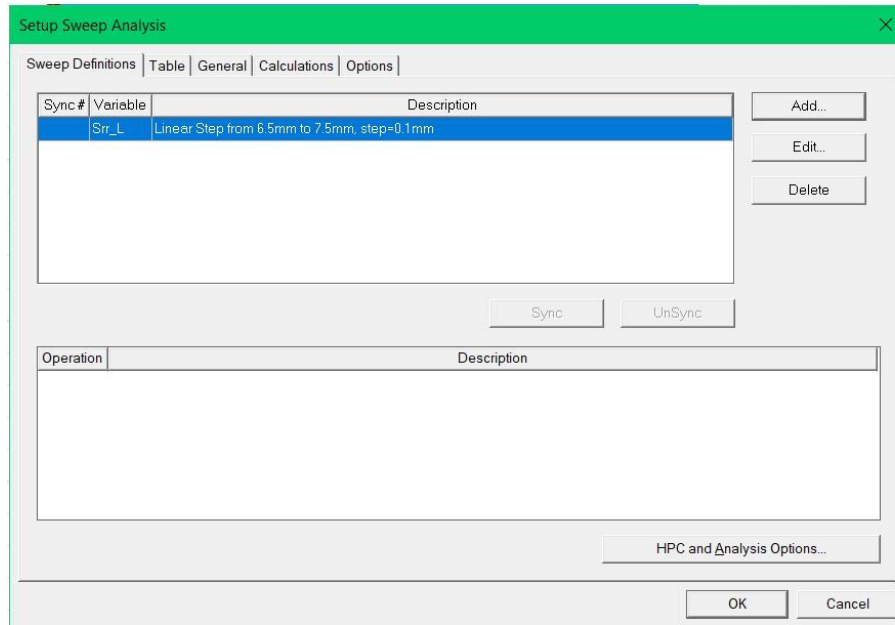 Setup Sweep Analysis
Sweep Definitions Table General Calculations Options
Sync # Variable Description
Srr_L Linear Step from 6.5mm to 7.5mm, step=0.1mm
Add...
Edit...
Delete
Sync UnSync
Operation Description
HPC and Analysis Options...
OK Cancel